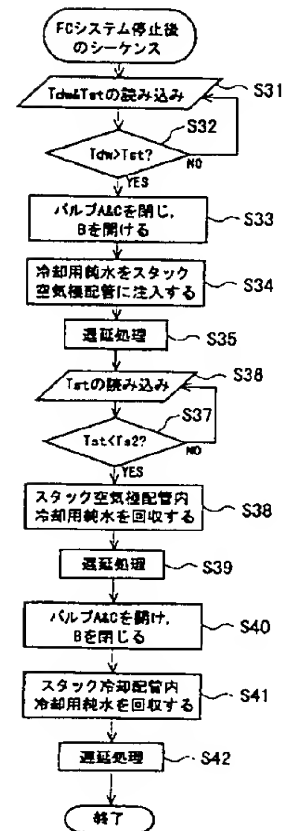 FCシステム停止後
のシーケンス
Tdw&Tstの読み込み
S31
S32
Tdw>Tst?
NO
YES
バルブA&Cを閉じ,
Bを開ける
S33
冷却用純水をスタック
空気極配管に注入する
S34
遅延処理
S35
Tstの読み込み
S36
S37
Tst<Ts2?
NO
YES
スタック空気極配管内
冷却用純水を回収する
S38
遅延処理
S39
バルブA&Cを開け,
Bを閉じる
S40
スタック冷却配管内
冷却用純水を回収する
S41
遅延処理
S42
終了